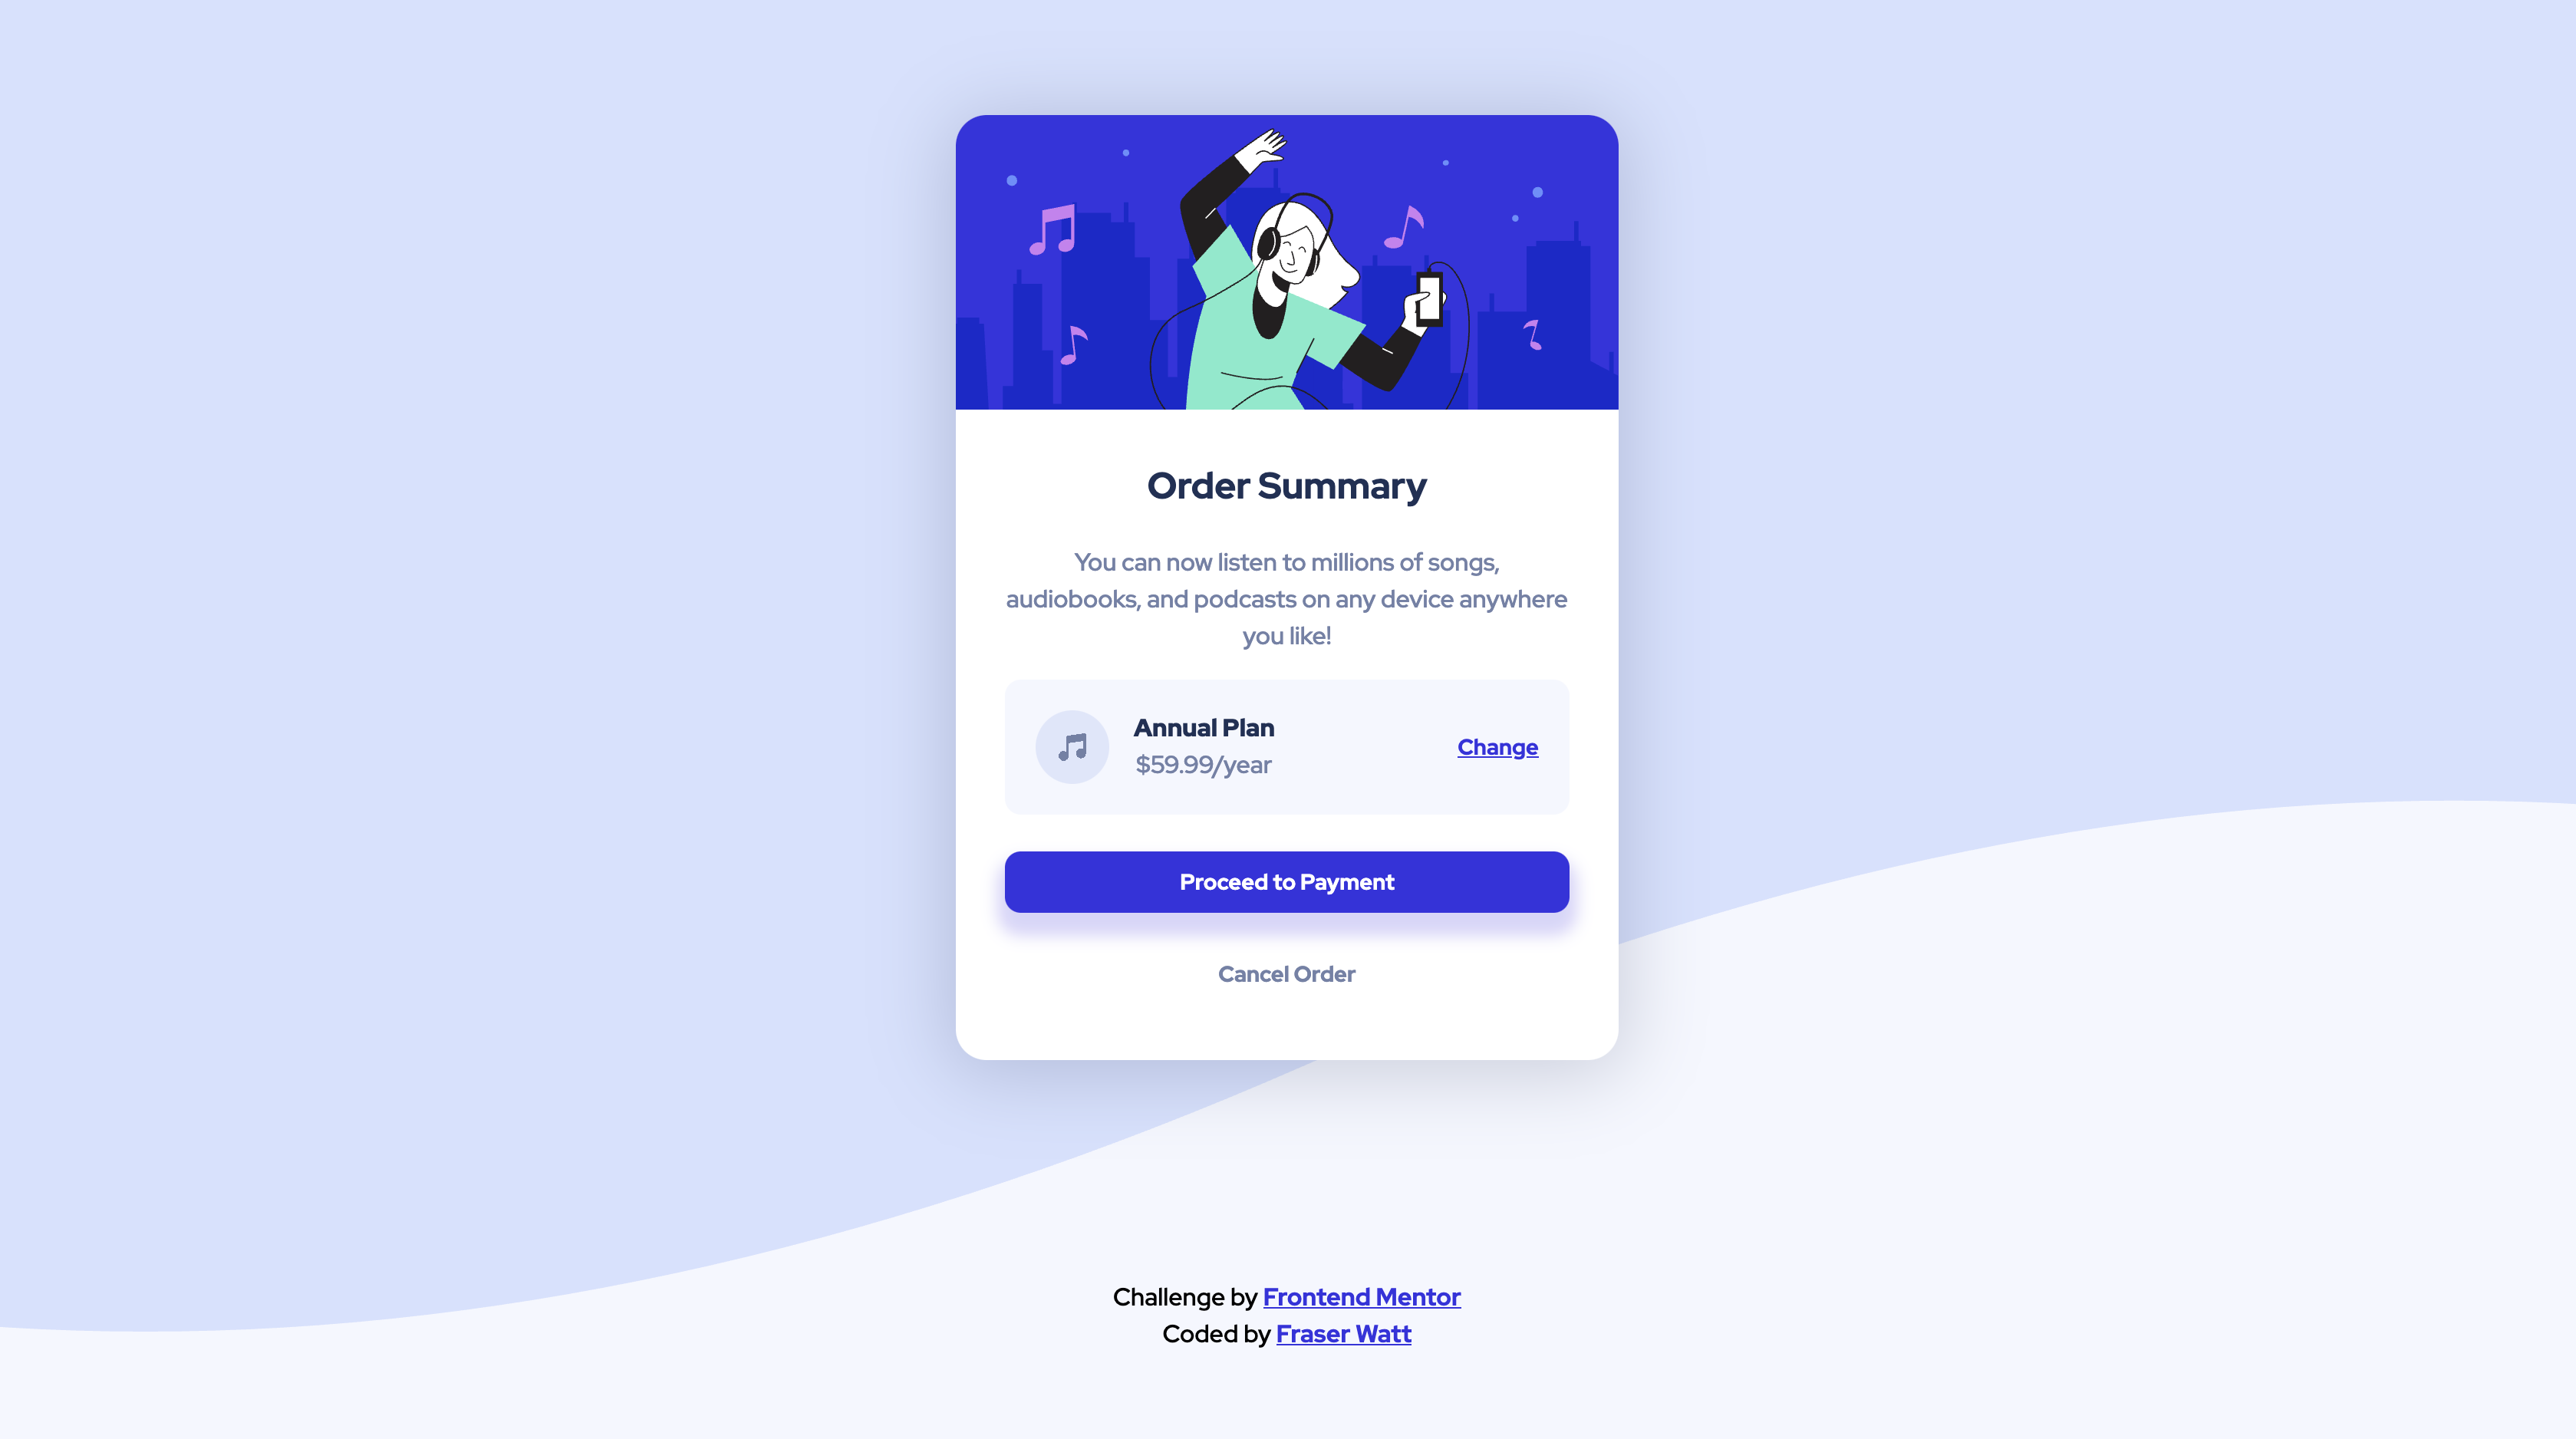 Order Summary
You can now listen to millions of songs,
audiobooks, and podcasts on any device anywhere
you like!
Annual Plan
$59.99/year
Change
Proceed to Payment
Cancel Order
Challenge by Frontend Mentor
Coded by Fraser Watt